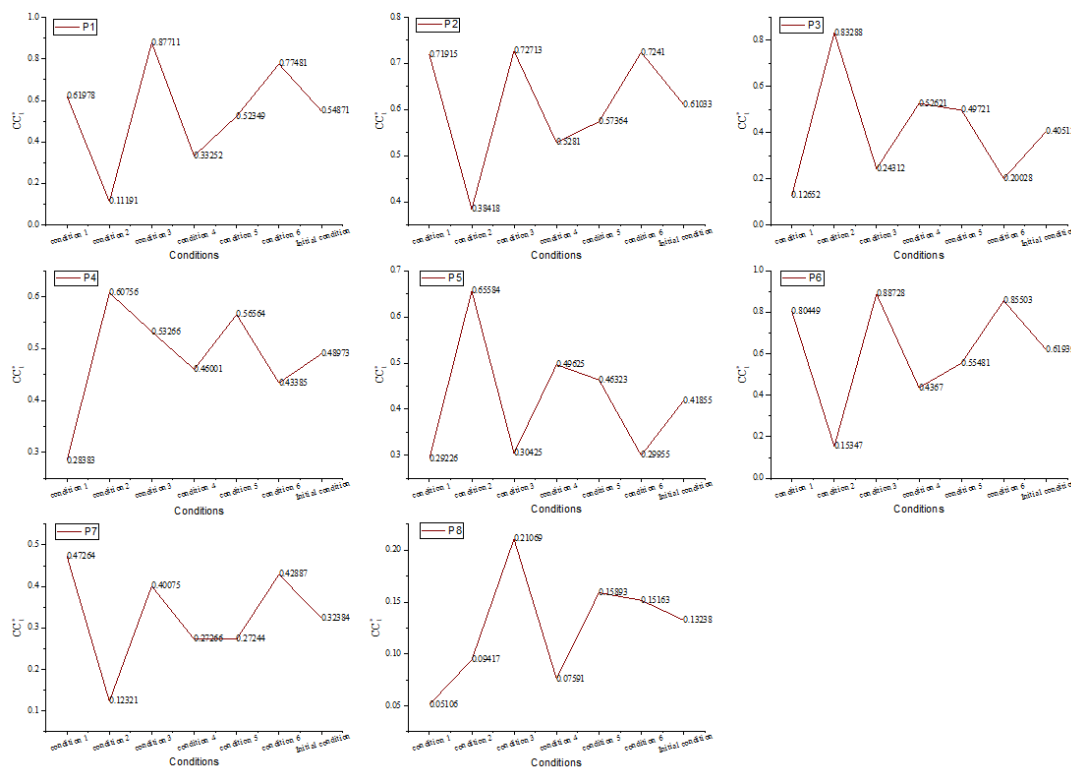 P1
1.0
0.8
0.6
0.4
0.2
0.0
CC*i
0.61978
0.11191
0.87711
0.33252
0.52349
0.77481
0.54871
condition 1
condition 2
condition 3
condition 4
condition 5
condition 6
Initial condition
Conditions
P2
0.8
0.7
0.6
0.5
0.4
CC*i
0.71915
0.38418
0.72713
0.5281
0.57364
0.7241
0.61033
condition 1
condition 2
condition 3
condition 4
condition 5
condition 6
Initial condition
Conditions
P3
0.8
0.6
0.4
0.2
0.0
CC*i
0.12652
0.83288
0.24312
0.52621
0.49721
0.20028
0.4051
condition 1
condition 2
condition 3
condition 4
condition 5
condition 6
Initial condition
Conditions
P4
0.6
0.5
0.4
0.3
CC*i
0.28383
0.60756
0.53266
0.46001
0.56564
0.43385
0.48973
condition 1
condition 2
condition 3
condition 4
condition 5
condition 6
Initial condition
Conditions
P5
0.7
0.6
0.5
0.4
0.3
CC*i
0.29226
0.65584
0.30425
0.49625
0.46323
0.29955
0.41855
condition 1
condition 2
condition 3
condition 4
condition 5
condition 6
Initial condition
Conditions
P6
1.0
0.8
0.6
0.4
0.2
0.0
CC*i
0.80449
0.15347
0.88728
0.4367
0.55481
0.85503
0.6193
condition 1
condition 2
condition 3
condition 4
condition 5
condition 6
Initial condition
Conditions
P7
0.5
0.4
0.3
0.2
0.1
CC*i
0.47264
0.12321
0.40075
0.27266
0.27244
0.42887
0.32384
condition 1
condition 2
condition 3
condition 4
condition 5
condition 6
Initial condition
Conditions
P8
0.20
0.15
0.10
0.05
CC*i
0.05106
0.09417
0.21069
0.07591
0.15893
0.15163
0.13238
condition 1
condition 2
condition 3
condition 4
condition 5
condition 6
Initial condition
Conditions